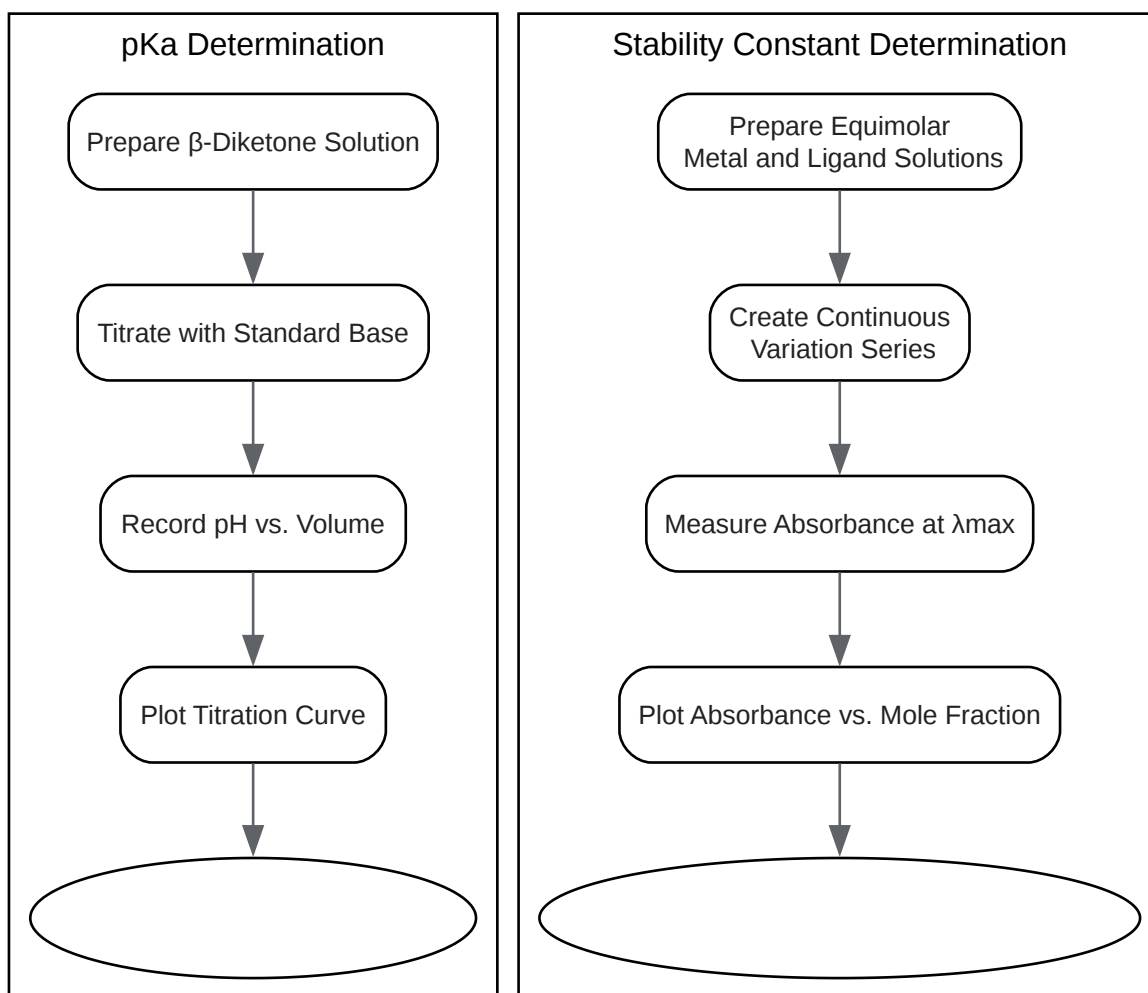 pKa Determination
Prepare β-Diketone Solution
Titrate with Standard Base
Record pH vs. Volume
Plot Titration Curve
Stability Constant Determination
Prepare Equimolar
Metal and Ligand Solutions
Create Continuous
Variation Series
Measure Absorbance at λmax
Plot Absorbance vs. Mole Fraction